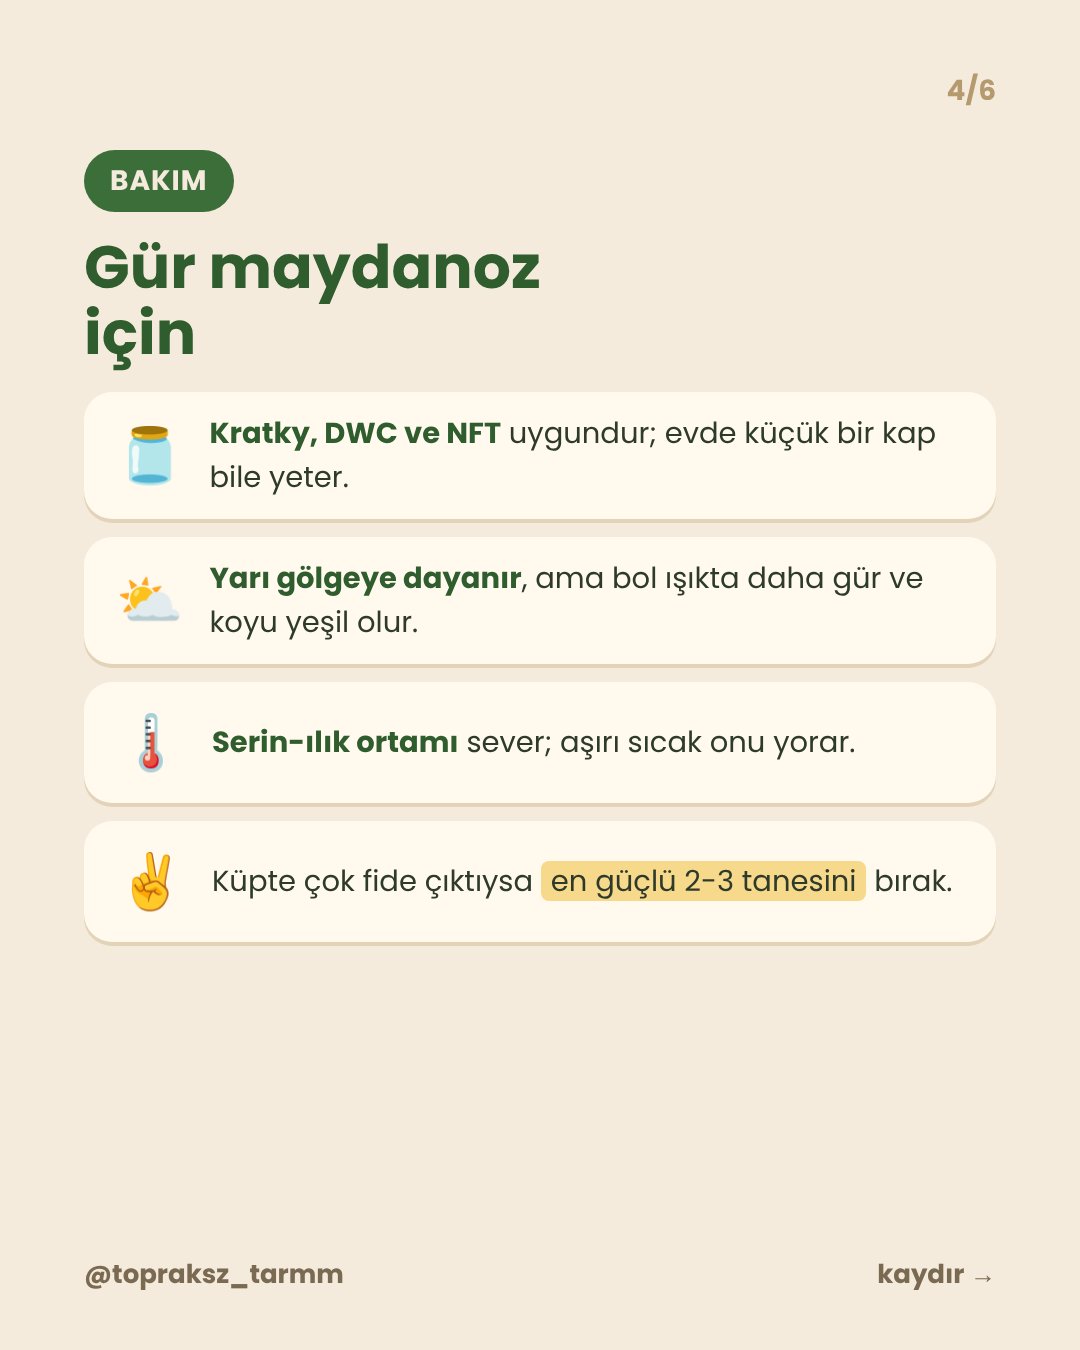 4/6
BAKIM
Gür maydanoz
için
Kratky, DWC ve NFT uygundur; evde küçük bir kap
bile yeter.
Yarı gölgeye dayanır, ama bol ışıkta daha gür ve
koyu yeşil olur.
Serin-ılık ortamı sever; aşırı sıcak onu yorar.
Küpte çok fide çıktıysa en güçlü 2-3 tanesini bırak.
@topraksz_tarmm
kaydır →